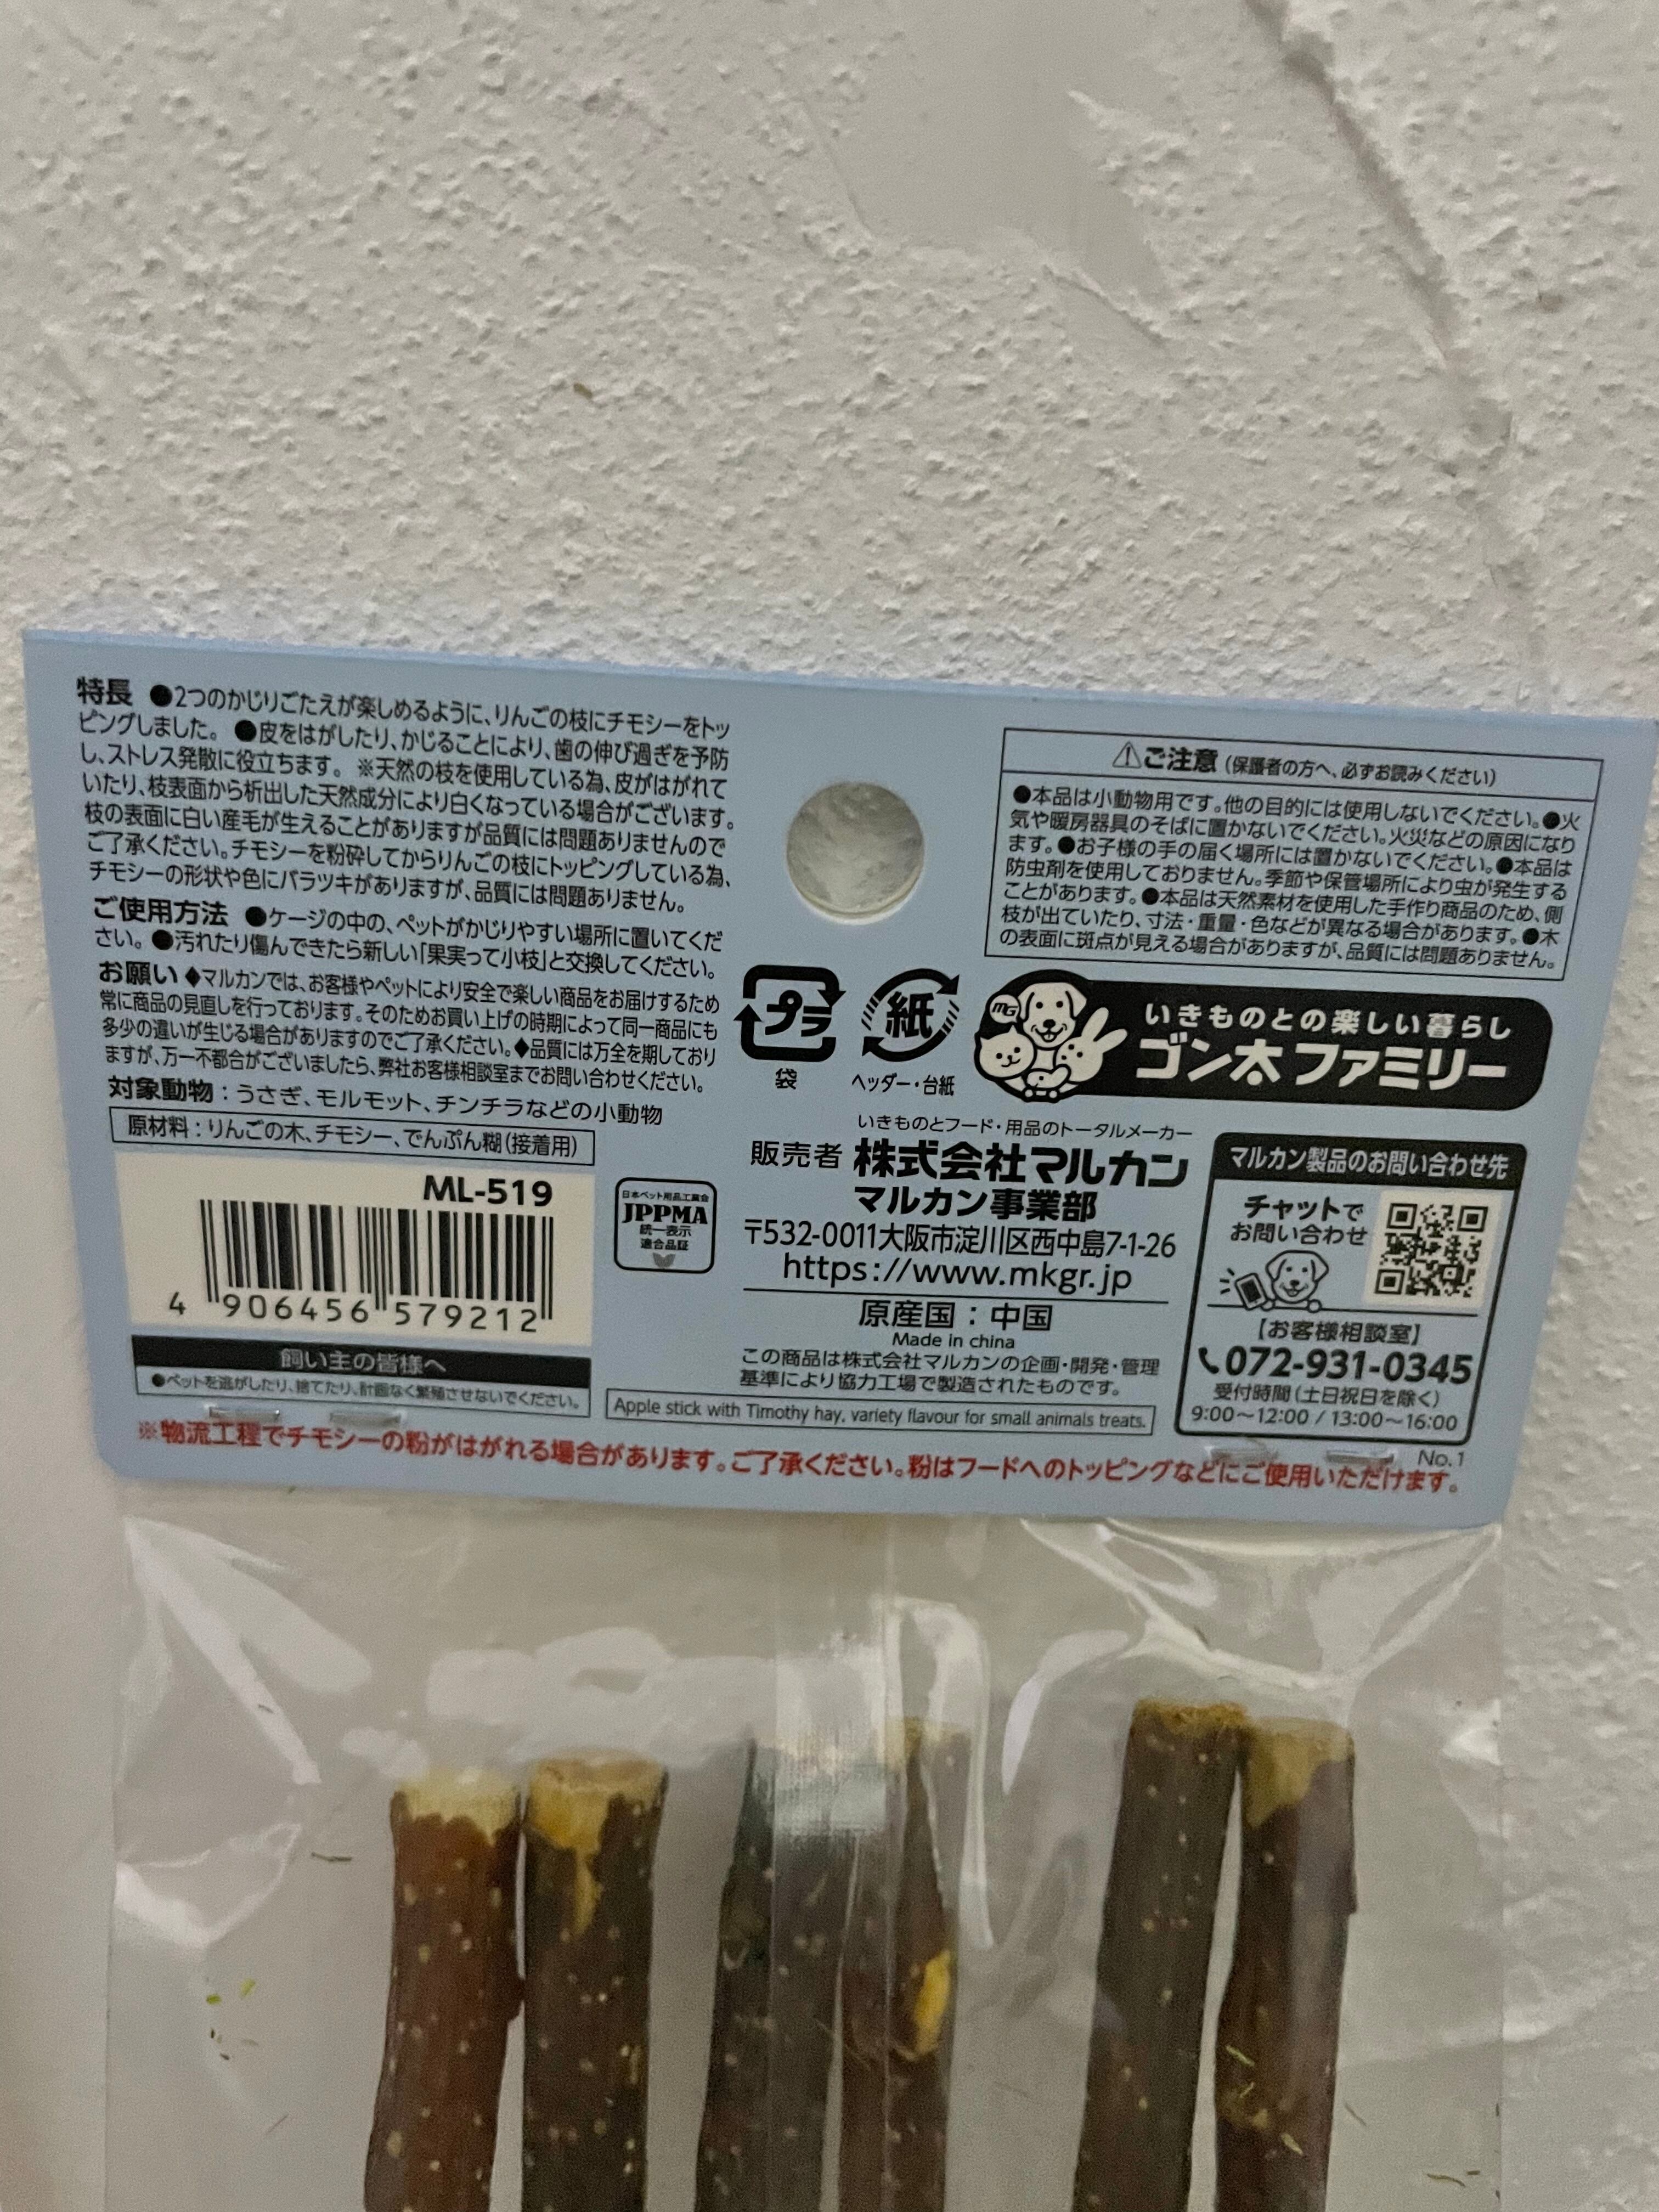 特長 ●2つのかじりごたえが楽しめるように、りんごの枝にチモシーをトッ
ピングしました。 ●皮をはがしたり、かじることにより、歯の伸び過ぎを予防
し、ストレス発散に役立ちます。 ※天然の枝を使用している為、皮がはがれて
いたり、枝表面から析出した天然成分により白くなっている場合がございます。
枝の表面に白い産毛が生えることがありますが品質には問題ありませんので
ご了承ください。チモシーを粉砕してからりんごの枝にトッピングしている為、
チモシーの形状や色にバラツキがありますが、品質には問題ありません。
ご使用方法 ●ケージの中の、ペットがかじりやすい場所に置いてくだ
さい。 ●汚れたり傷んできたら新しい「果実って小枝」と交換してください。
お願い ◆マルカンでは、お客様やペットにより安全で楽しい商品をお届けするため
常に商品の見直しを行っております。そのためお買い上げの時期によって同一商品にも
多少の違いが生じる場合がありますのでご了承ください。◆品質には万全を期しており
ますが、万一不都合がございましたら、弊社お客様相談室までお問い合わせください。
対象動物：うさぎ、モルモット、チンチラなどの小動物
原材料：りんごの木、チモシー、でんぷん糊(接着用)
ML-519
4 906456 579212
飼い主の皆様へ
●ペットを逃がしたり、捨てたり、計画なく繁殖させないでください。
日本ペット用品工業会
JPPMA
統一表示
適合品証
⚠ご注意(保護者の方へ、必ずお読みください)
●本品は小動物用です。他の目的には使用しないでください。●火
気や暖房器具のそばに置かないでください。火災などの原因になり
ます。●お子様の手の届く場所には置かないでください。●本品は
防虫剤を使用しておりません。季節や保管場所により虫が発生する
ことがあります。●本品は天然素材を使用した手作り商品のため、側
枝が出ていたり、寸法・重量・色などが異なる場合があります。●木
の表面に斑点が見える場合がありますが、品質には問題ありません。
プラ
袋
紙
ヘッダー・台紙
MG
いきものとの楽しい暮らし
ゴン太ファミリー
いきものとフード・用品のトータルメーカー
販売者 株式会社マルカン
マルカン事業部
〒532-0011大阪市淀川区西中島7-1-26
https://www.mkgr.jp
原産国：中国
Made in china
この商品は株式会社マルカンの企画・開発・管理
基準により協力工場で製造されたものです。
Apple stick with Timothy hay, variety flavour for small animals treats.
マルカン製品のお問い合わせ先
チャットで
お問い合わせ
【お客様相談室】
072-931-0345
受付時間(土日祝日を除く)
9:00～12:00 / 13:00～16:00
No.1
※物流工程でチモシーの粉がはがれる場合があります。ご了承ください。粉はフードへのトッピングなどにご使用いただけます。